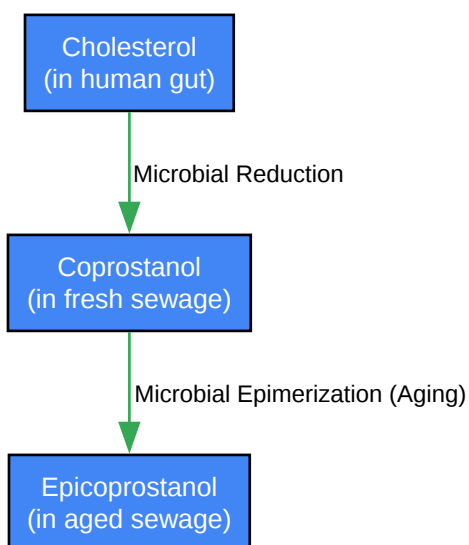 Cholesterol
(in human gut)
Microbial Reduction
Coprostanol
(in fresh sewage)
Microbial Epimerization (Aging)
Epicoprostanol
(in aged sewage)